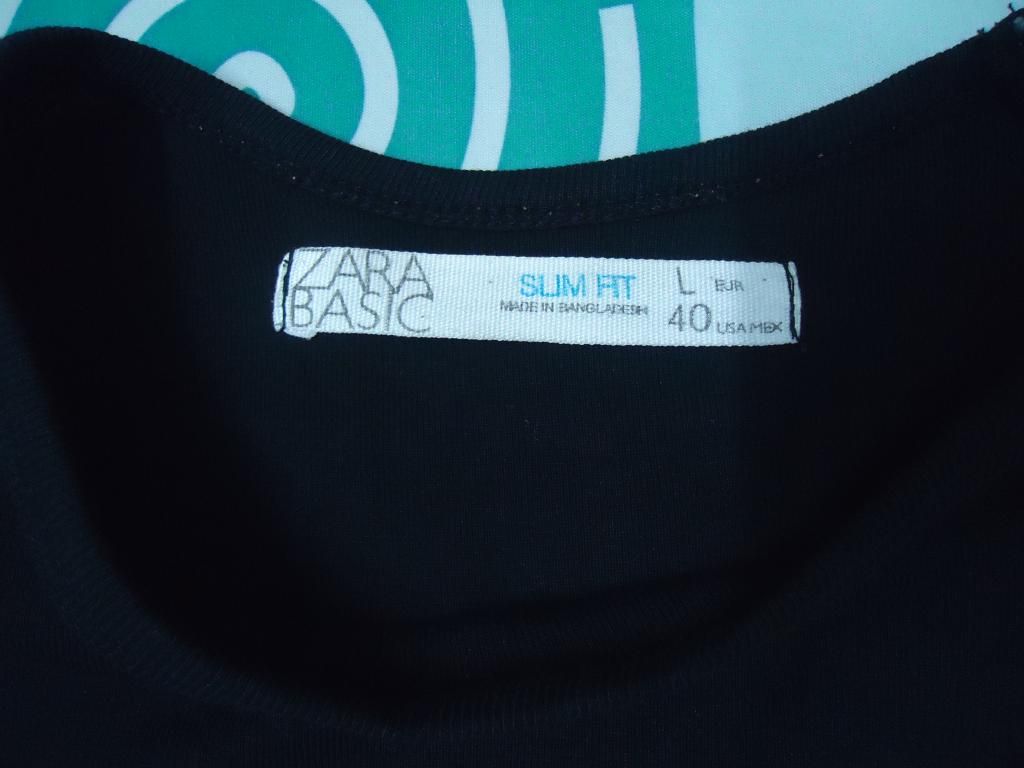 ZARA
BASIC
SLIM FIT
MADE IN BANGLADESH
L EUR
40 USA MEX